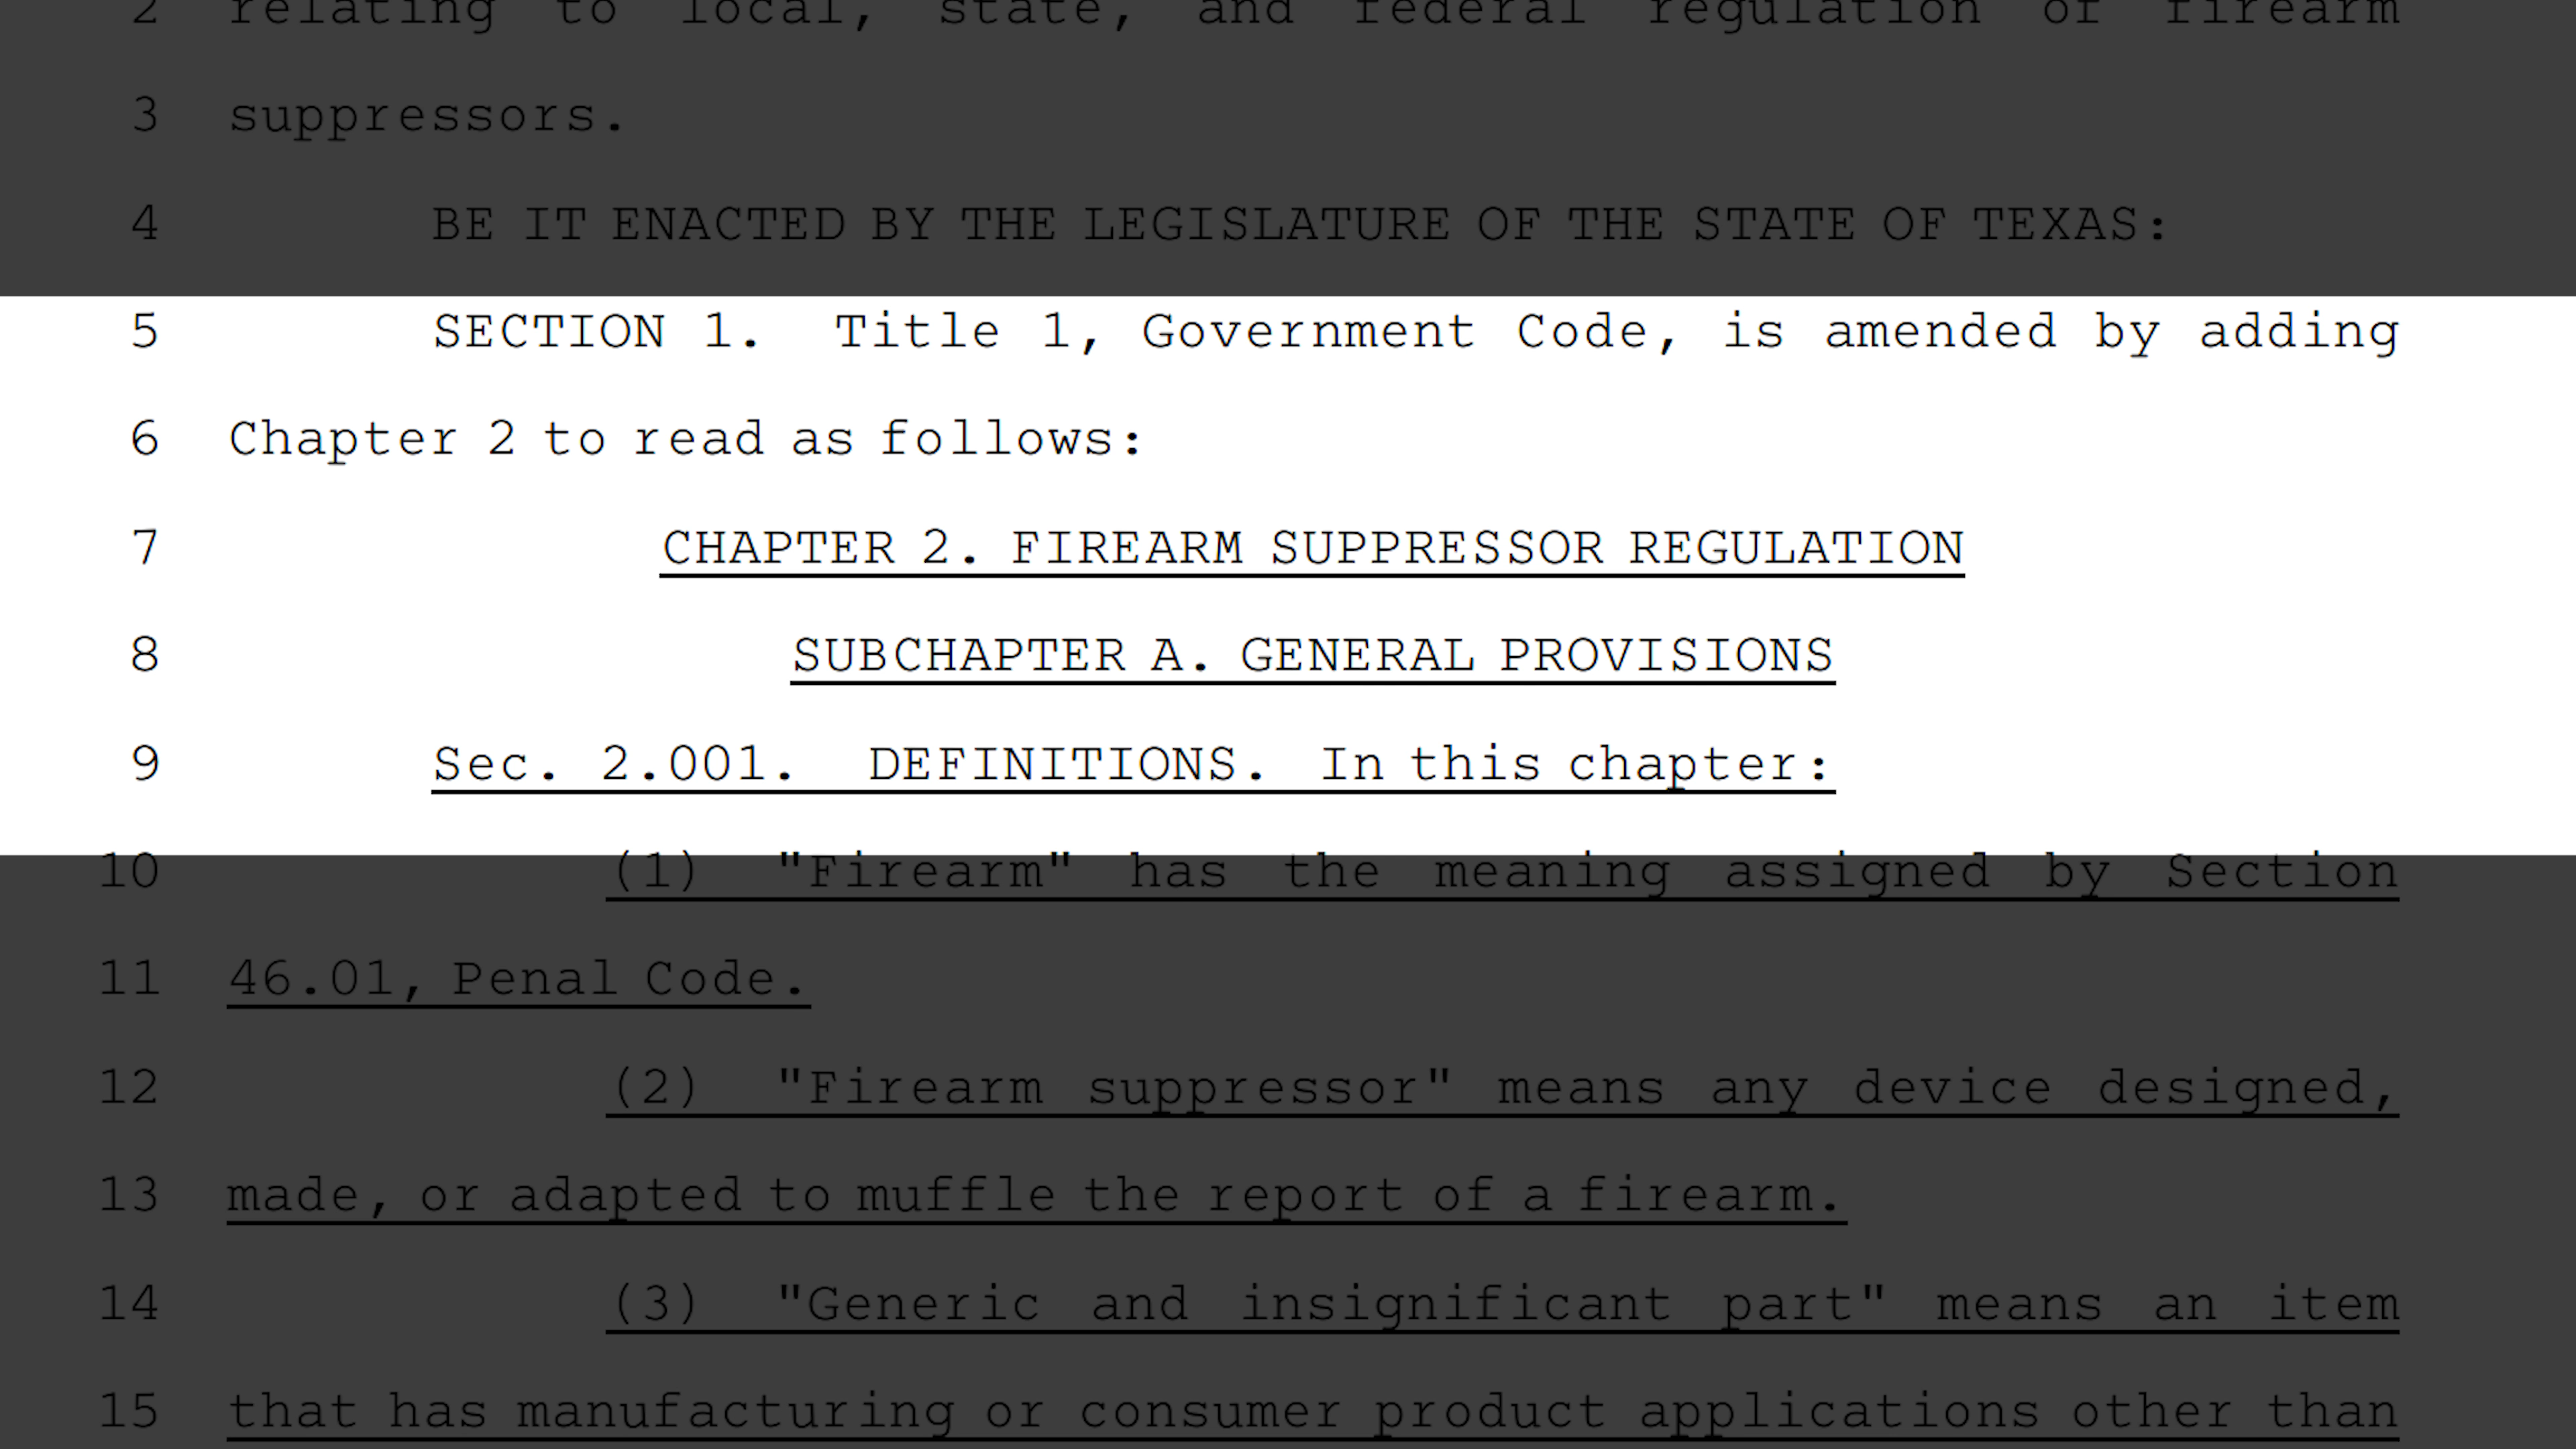 2 relating to local, state, and federal regulation of firearm
3 suppressors.
4 BE IT ENACTED BY THE LEGISLATURE OF THE STATE OF TEXAS:
5 SECTION 1. Title 1, Government Code, is amended by adding
6 Chapter 2 to read as follows:
7 CHAPTER 2. FIREARM SUPPRESSOR REGULATION
8 SUBCHAPTER A. GENERAL PROVISIONS
9 Sec. 2.001. DEFINITIONS. In this chapter:
10 (1) "Firearm" has the meaning assigned by Section
11 46.01, Penal Code.
12 (2) "Firearm suppressor" means any device designed,
13 made, or adapted to muffle the report of a firearm.
14 (3) "Generic and insignificant part" means an item
15 that has manufacturing or consumer product applications other than